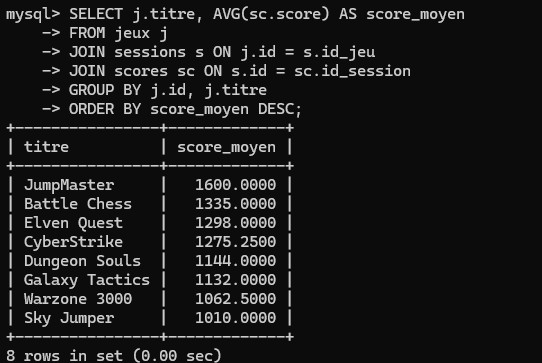 mysql> SELECT j.titre, AVG(sc.score) AS score_moyen
    -> FROM jeux j
    -> JOIN sessions s ON j.id = s.id_jeu
    -> JOIN scores sc ON s.id = sc.id_session
    -> GROUP BY j.id, j.titre
    -> ORDER BY score_moyen DESC;
+----------------+-------------+
| titre          | score_moyen |
+----------------+-------------+
| JumpMaster     |   1600.0000 |
| Battle Chess   |   1335.0000 |
| Elven Quest    |   1298.0000 |
| CyberStrike    |   1275.2500 |
| Dungeon Souls  |   1144.0000 |
| Galaxy Tactics |   1132.0000 |
| Warzone 3000   |   1062.5000 |
| Sky Jumper     |   1010.0000 |
+----------------+-------------+
8 rows in set (0.00 sec)